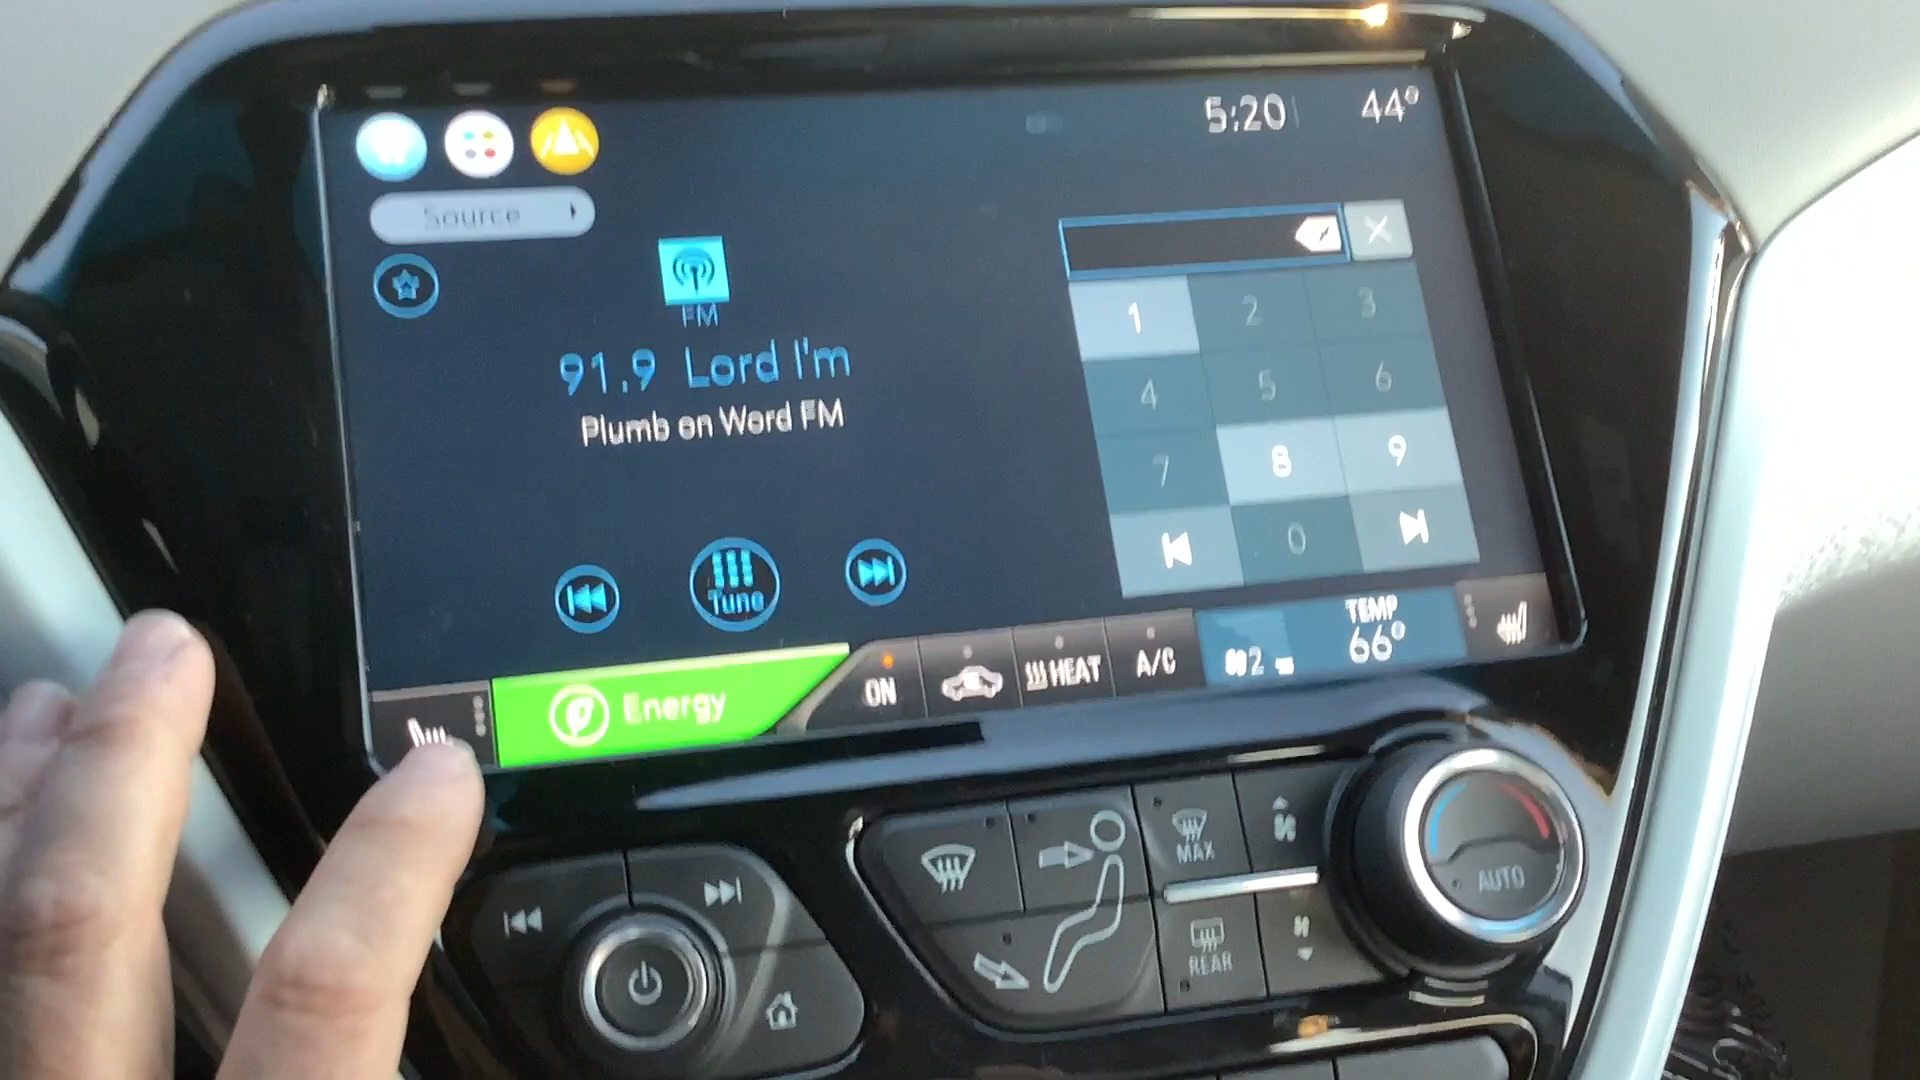 5:20 44°
Source
FM
91.9 Lord I'm
Plumb on Word FM
1 2 3
4 5 6
7 8 9
0
Tune
Energy
ON
HEAT
A/C
2
TEMP
66°
MAX
REAR
AUTO